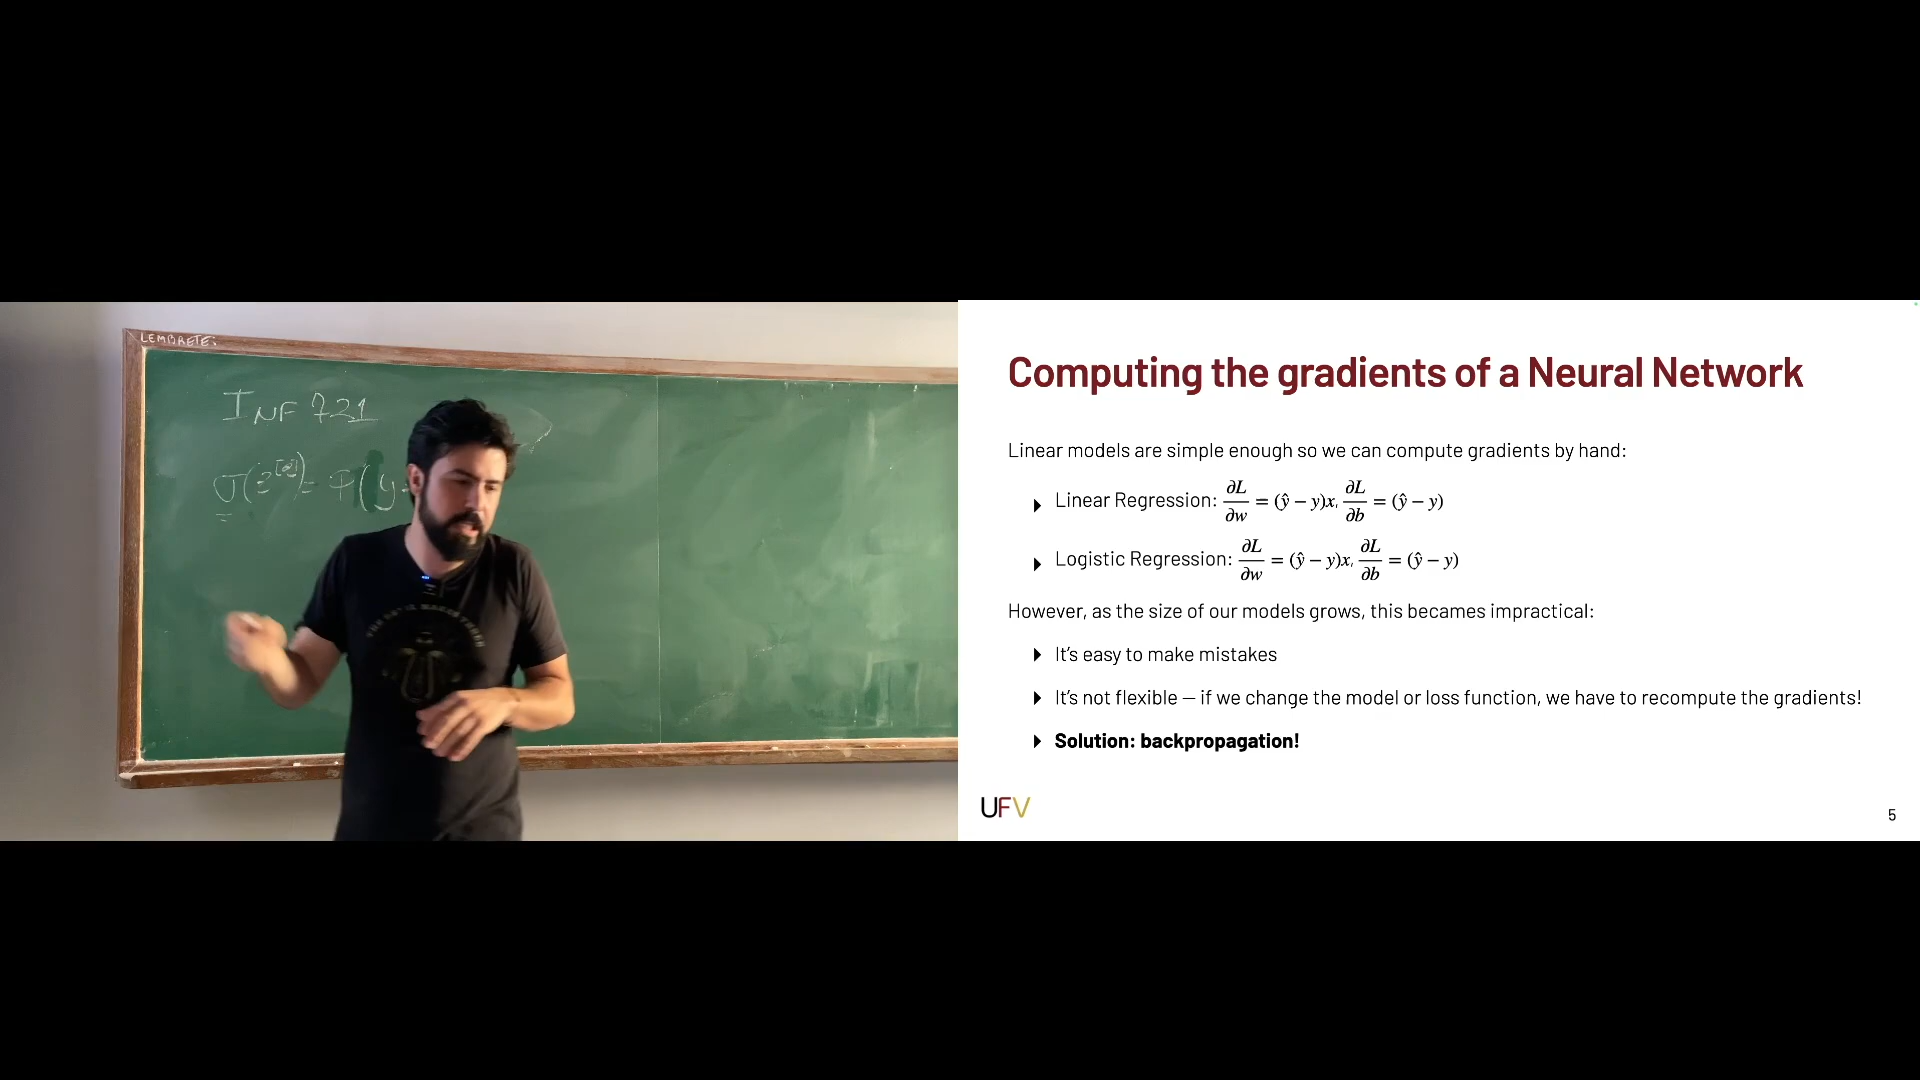 LEMBRETE:
INF 721
σ(z^[2]) = P(y=
Computing the gradients of a Neural Network
Linear models are simple enough so we can compute gradients by hand:
Linear Regression: ∂L/∂w = (ŷ − y)x, ∂L/∂b = (ŷ − y)
Logistic Regression: ∂L/∂w = (ŷ − y)x, ∂L/∂b = (ŷ − y)
However, as the size of our models grows, this becames impractical:
It's easy to make mistakes
It's not flexible — if we change the model or loss function, we have to recompute the gradients!
Solution: backpropagation!
UFV
5